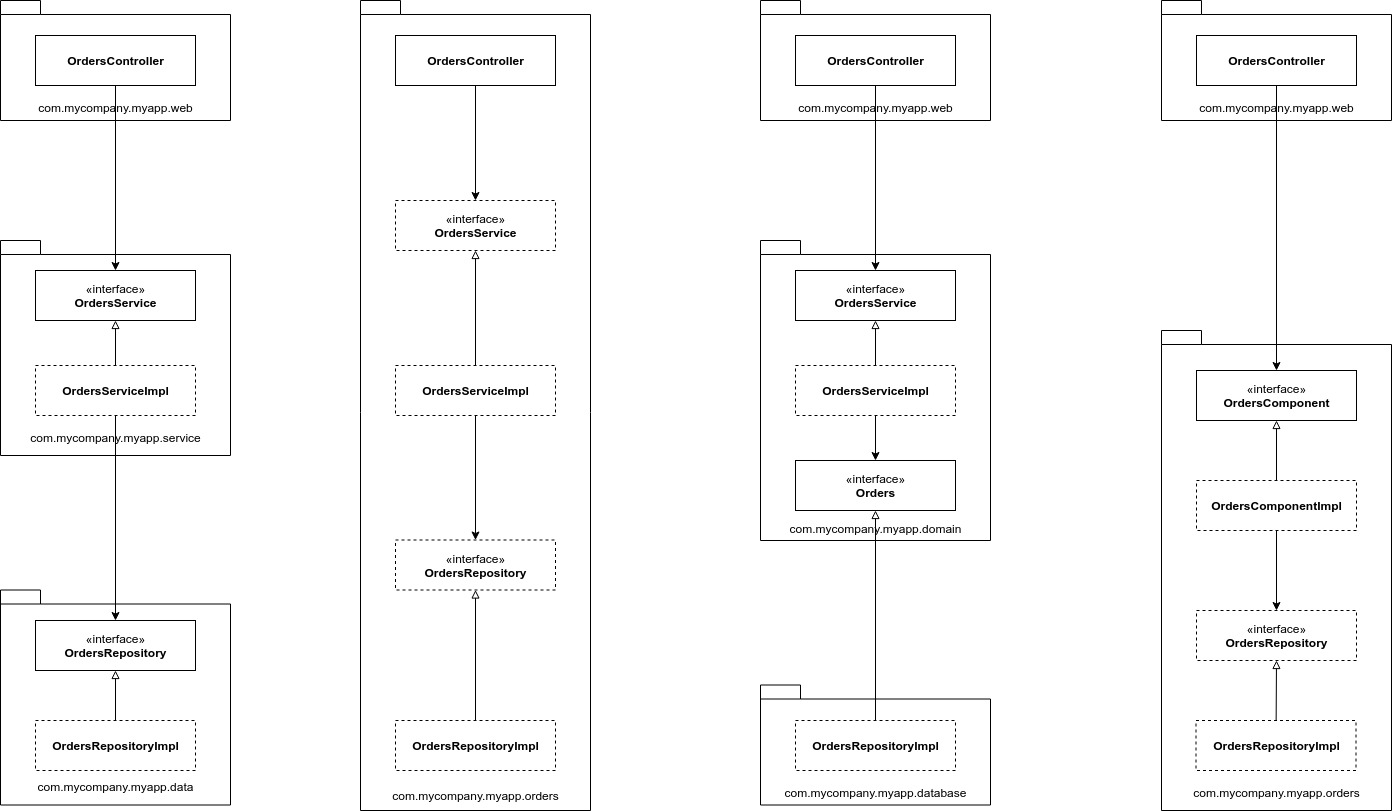 OrdersController
com.mycompany.myapp.web
«interface»
OrdersService
OrdersServiceImpl
com.mycompany.myapp.service
«interface»
OrdersRepository
OrdersRepositoryImpl
com.mycompany.myapp.data
OrdersController
«interface»
OrdersService
OrdersServiceImpl
«interface»
OrdersRepository
OrdersRepositoryImpl
com.mycompany.myapp.orders
OrdersController
com.mycompany.myapp.web
«interface»
OrdersService
OrdersServiceImpl
«interface»
Orders
com.mycompany.myapp.domain
OrdersRepositoryImpl
com.mycompany.myapp.database
OrdersController
com.mycompany.myapp.web
«interface»
OrdersComponent
OrdersComponentImpl
«interface»
OrdersRepository
OrdersRepositoryImpl
com.mycompany.myapp.orders